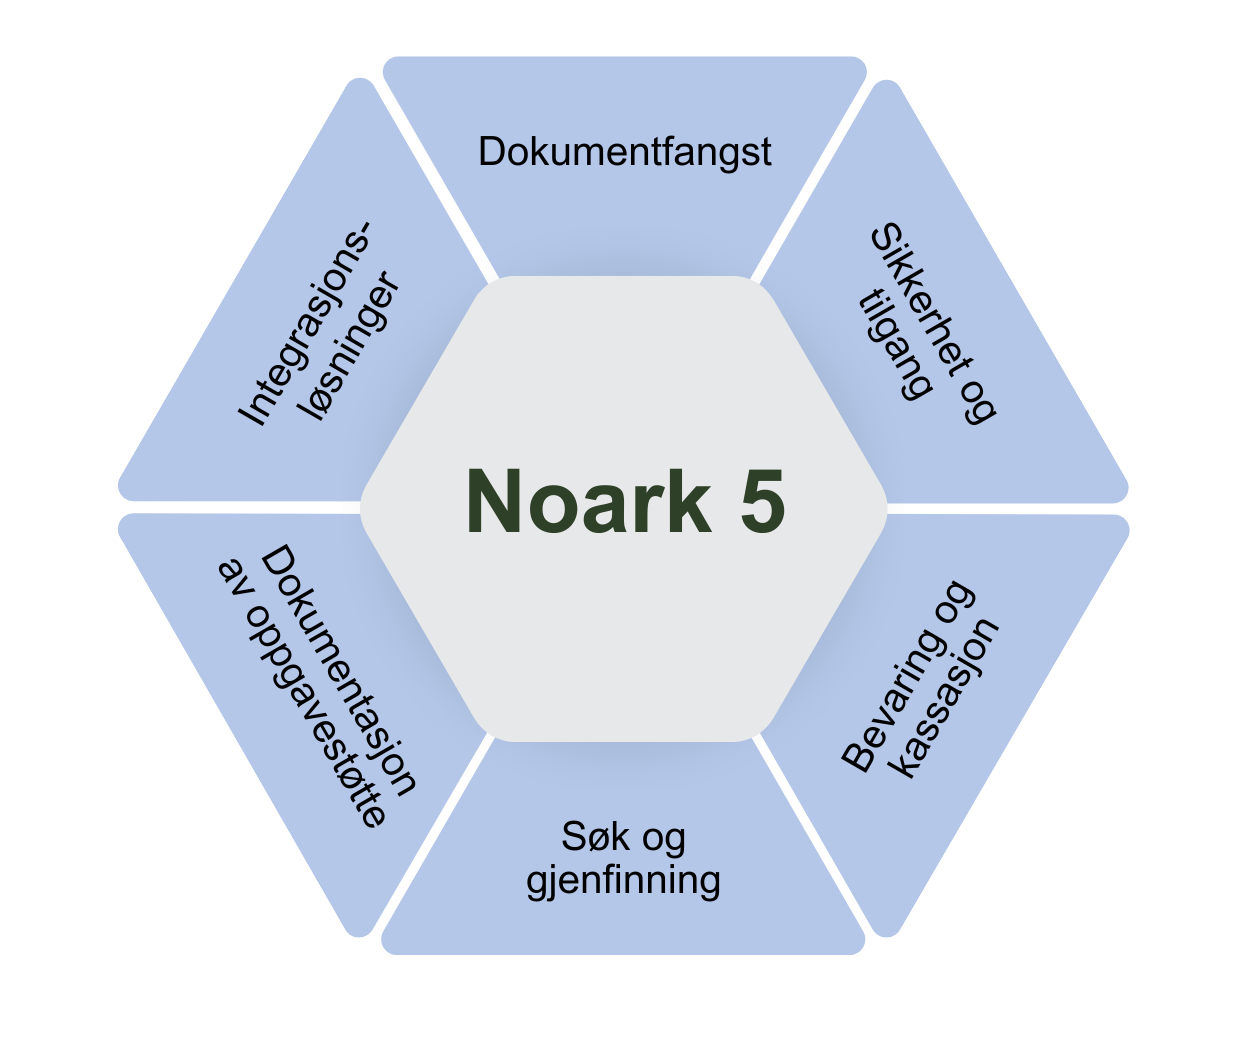 Dokumentfangst
Sikkerhet og
tilgang
Bevaring og
kassasjon
Søk og
gjenfinning
Dokumentasjon
av oppgavestøtte
Integrasjons-
løsninger
Noark 5